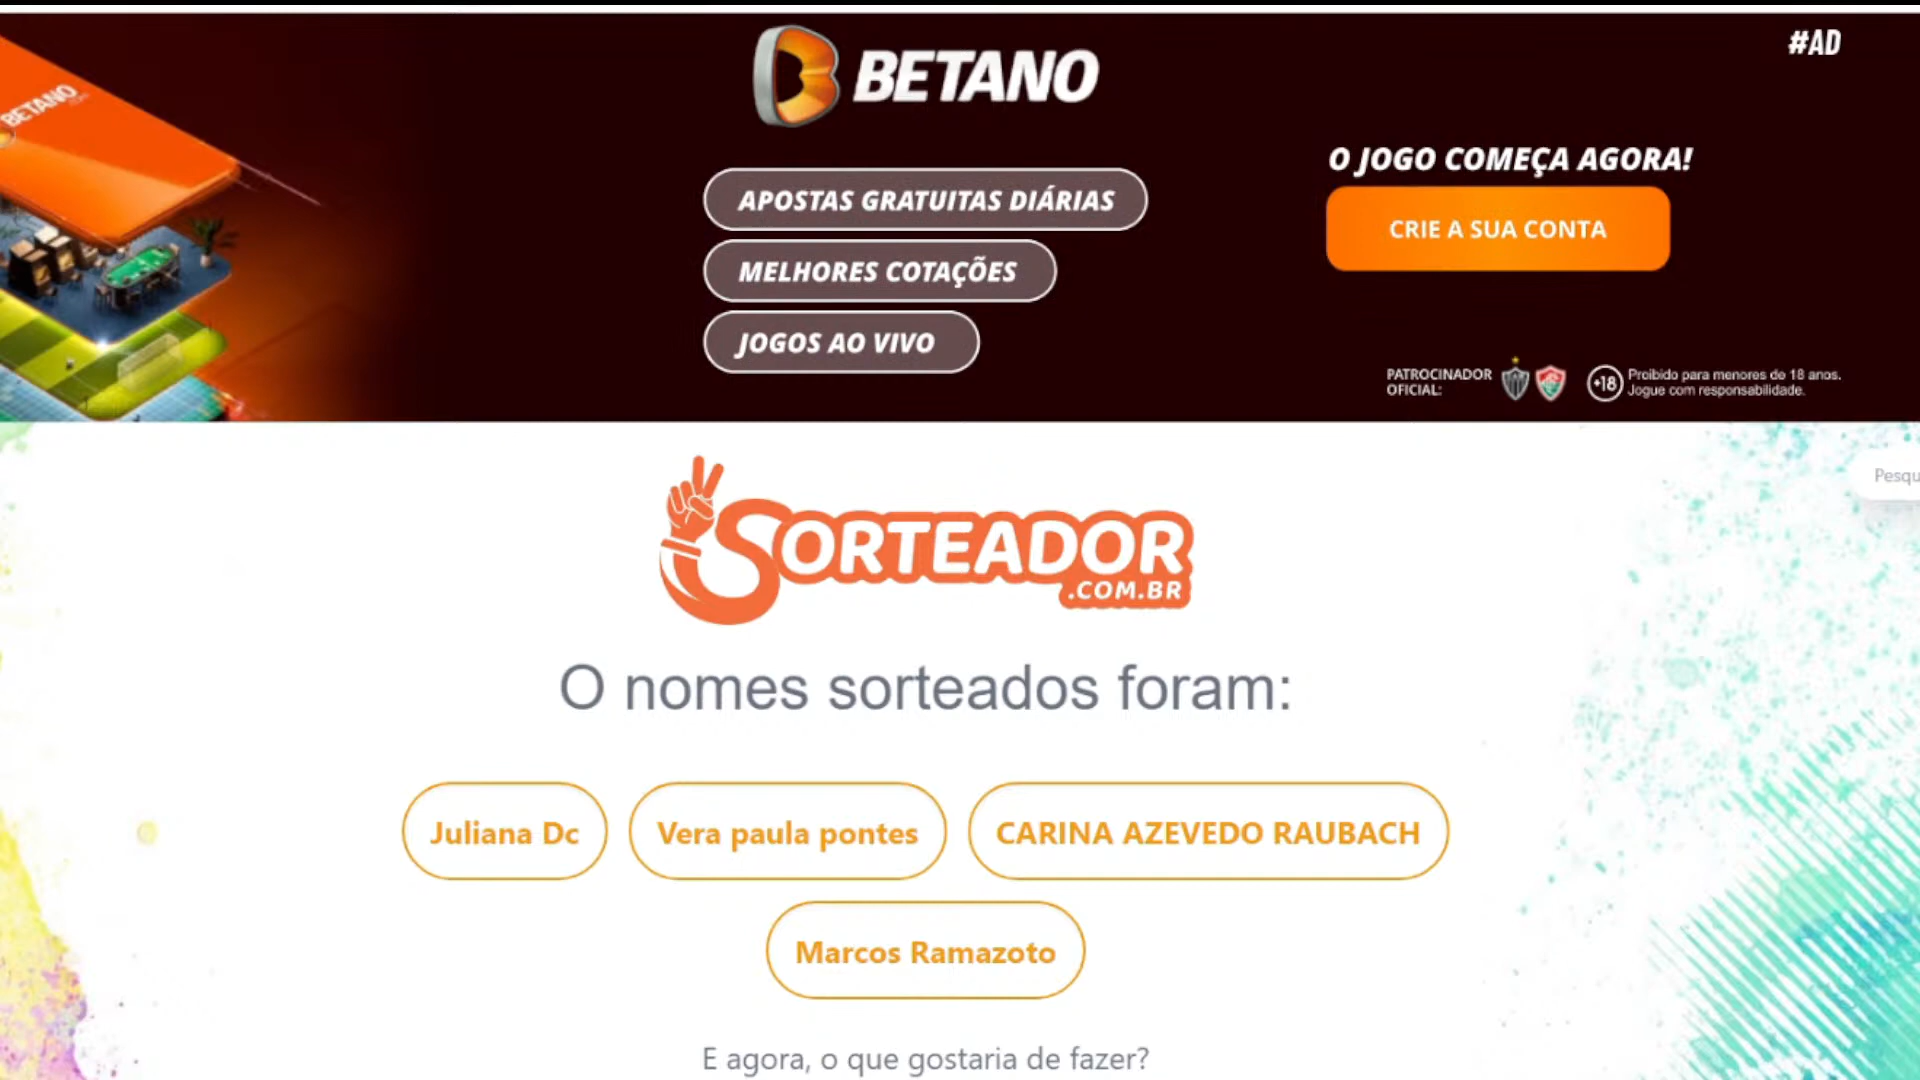 BETANO
#AD
BETANO
O JOGO COMEÇA AGORA!
APOSTAS GRATUITAS DIÁRIAS
CRIE A SUA CONTA
MELHORES COTAÇÕES
JOGOS AO VIVO
PATROCINADOR
OFICIAL:
+18
Proibido para menores de 18 anos.
Jogue com responsabilidade.
SORTEADOR
.COM.BR
Pesqu
O nomes sorteados foram:
Juliana Dc
Vera paula pontes
CARINA AZEVEDO RAUBACH
Marcos Ramazoto
E agora, o que gostaria de fazer?